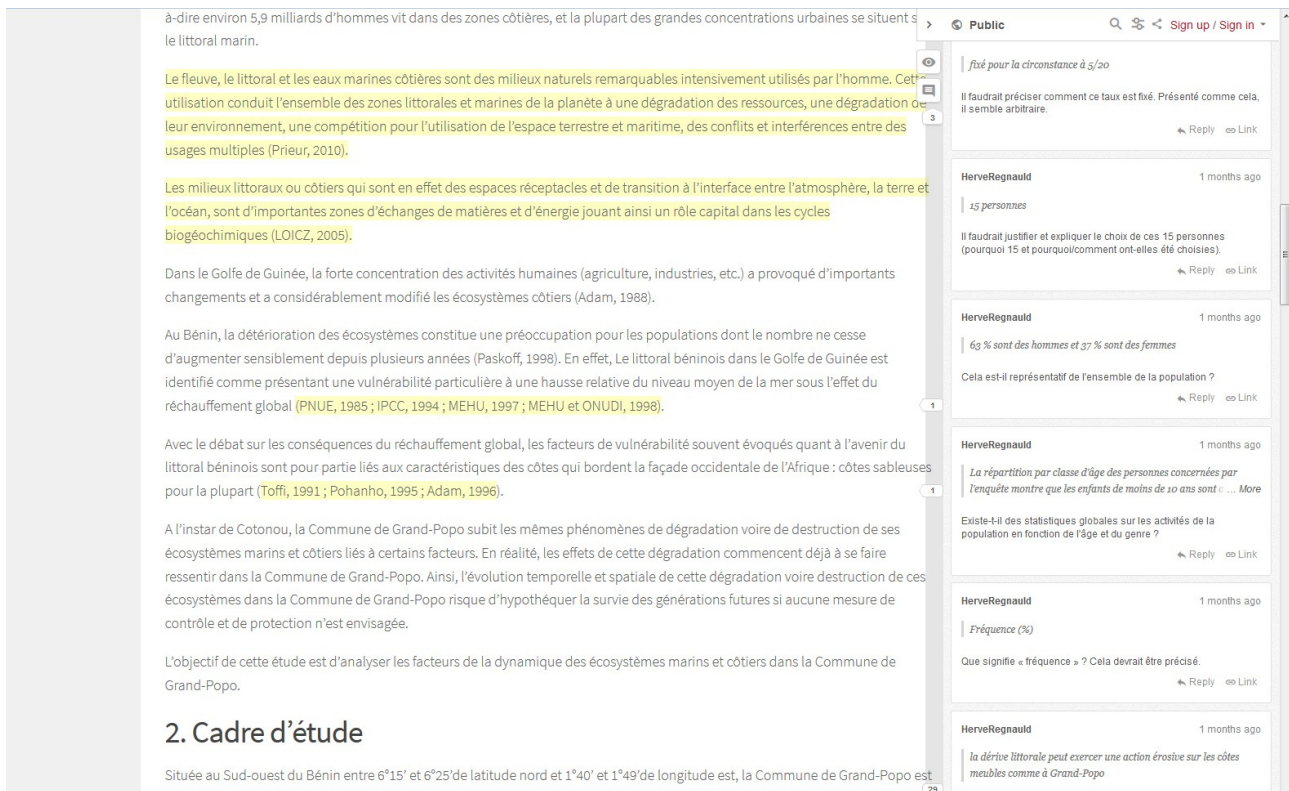 à-dire environ 5,9 milliards d’hommes vit dans des zones côtières, et la plupart des grandes concentrations urbaines se situent s
le littoral marin.
Le fleuve, le littoral et les eaux marines côtières sont des milieux naturels remarquables intensivement utilisés par l’homme. Cette
utilisation conduit l’ensemble des zones littorales et marines de la planète à une dégradation des ressources, une dégradation de
leur environnement, une compétition pour l’utilisation de l’espace terrestre et maritime, des conflits et interférences entre des
usages multiples (Prieur, 2010).
Les milieux littoraux ou côtiers qui sont en effet des espaces réceptacles et de transition à l’interface entre l’atmosphère, la terre et
l’océan, sont d’importantes zones d’échanges de matières et d’énergie jouant ainsi un rôle capital dans les cycles
biogéochimiques (LOICZ, 2005).
Dans le Golfe de Guinée, la forte concentration des activités humaines (agriculture, industries, etc.) a provoqué d’importants
changements et a considérablement modifié les écosystèmes côtiers (Adam, 1988).
Au Bénin, la détérioration des écosystèmes constitue une préoccupation pour les populations dont le nombre ne cesse
d’augmenter sensiblement depuis plusieurs années (Paskoff, 1998). En effet, Le littoral béninois dans le Golfe de Guinée est
identifié comme présentant une vulnérabilité particulière à une hausse relative du niveau moyen de la mer sous l’effet du
réchauffement global (PNUE, 1985 ; IPCC, 1994 ; MEHU, 1997 ; MEHU et ONUDI, 1998).
Avec le débat sur les conséquences du réchauffement global, les facteurs de vulnérabilité souvent évoqués quant à l’avenir du
littoral béninois sont pour partie liés aux caractéristiques des côtes qui bordent la façade occidentale de l’Afrique : côtes sableuses
pour la plupart (Toffi, 1991 ; Pohanho, 1995 ; Adam, 1996).
A l’instar de Cotonou, la Commune de Grand-Popo subit les mêmes phénomènes de dégradation voire de destruction de ses
écosystèmes marins et côtiers liés à certains facteurs. En réalité, les effets de cette dégradation commencent déjà à se faire
ressentir dans la Commune de Grand-Popo. Ainsi, l’évolution temporelle et spatiale de cette dégradation voire destruction de ces
écosystèmes dans la Commune de Grand-Popo risque d’hypothéquer la survie des générations futures si aucune mesure de
contrôle et de protection n’est envisagée.
L’objectif de cette étude est d’analyser les facteurs de la dynamique des écosystèmes marins et côtiers dans la Commune de
Grand-Popo.
2. Cadre d’étude
Située au Sud-ouest du Bénin entre 6°15’ et 6°25’de latitude nord et 1°40’ et 1°49’de longitude est, la Commune de Grand-Popo est
3
1
1
29
Public
Sign up / Sign in
fixé pour la circonstance à 5/20
Il faudrait préciser comment ce taux est fixé. Présenté comme cela,
il semble arbitraire.
Reply Link
HerveRegnauld 1 months ago
15 personnes
Il faudrait justifier et expliquer le choix de ces 15 personnes
(pourquoi 15 et pourquoi/comment ont-elles été choisies).
Reply Link
HerveRegnauld 1 months ago
63 % sont des hommes et 37 % sont des femmes
Cela est-il représentatif de l'ensemble de la population ?
Reply Link
HerveRegnauld 1 months ago
La répartition par classe d’âge des personnes concernées par
l’enquête montre que les enfants de moins de 10 ans sont ... More
Existe-t-il des statistiques globales sur les activités de la
population en fonction de l'âge et du genre ?
Reply Link
HerveRegnauld 1 months ago
Fréquence (%)
Que signifie « fréquence » ? Cela devrait être précisé.
Reply Link
HerveRegnauld 1 months ago
la dérive littorale peut exercer une action érosive sur les côtes
meubles comme à Grand-Popo